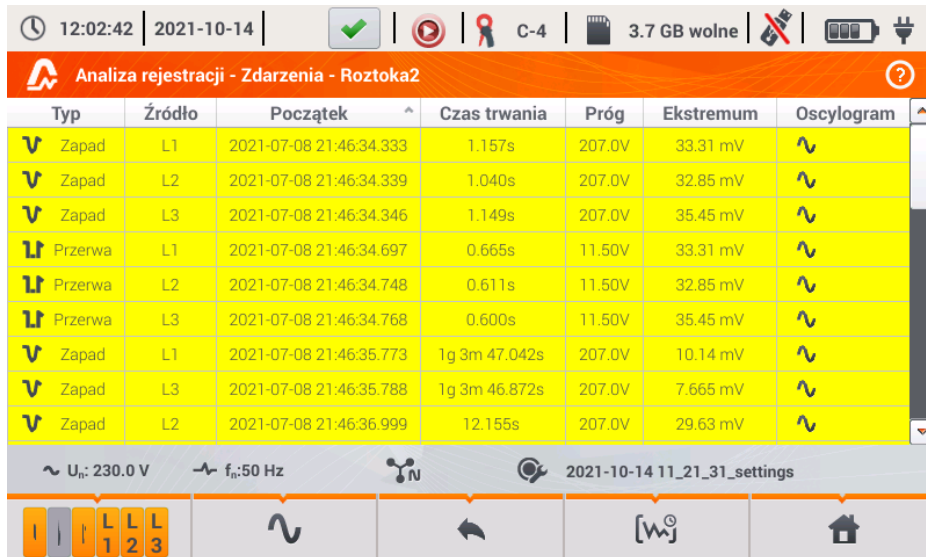 12:02:42 2021-10-14 C-4 3.7 GB wolne
Analiza rejestracji - Zdarzenia - Roztoka2 ?
Typ Źródło Początek Czas trwania Próg Ekstremum Oscylogram
Zapad L1 2021-07-08 21:46:34.333 1.157s 207.0V 33.31 mV
Zapad L2 2021-07-08 21:46:34.339 1.040s 207.0V 32.85 mV
Zapad L3 2021-07-08 21:46:34.346 1.149s 207.0V 35.45 mV
Przerwa L1 2021-07-08 21:46:34.697 0.665s 11.50V 33.31 mV
Przerwa L2 2021-07-08 21:46:34.748 0.611s 11.50V 32.85 mV
Przerwa L3 2021-07-08 21:46:34.768 0.600s 11.50V 35.45 mV
Zapad L1 2021-07-08 21:46:35.773 1g 3m 47.042s 207.0V 10.14 mV
Zapad L3 2021-07-08 21:46:35.788 1g 3m 46.872s 207.0V 7.665 mV
Zapad L2 2021-07-08 21:46:36.999 12.155s 207.0V 29.63 mV
Un: 230.0 V fn:50 Hz N 2021-10-14 11_21_31_settings
L L L
1 2 3